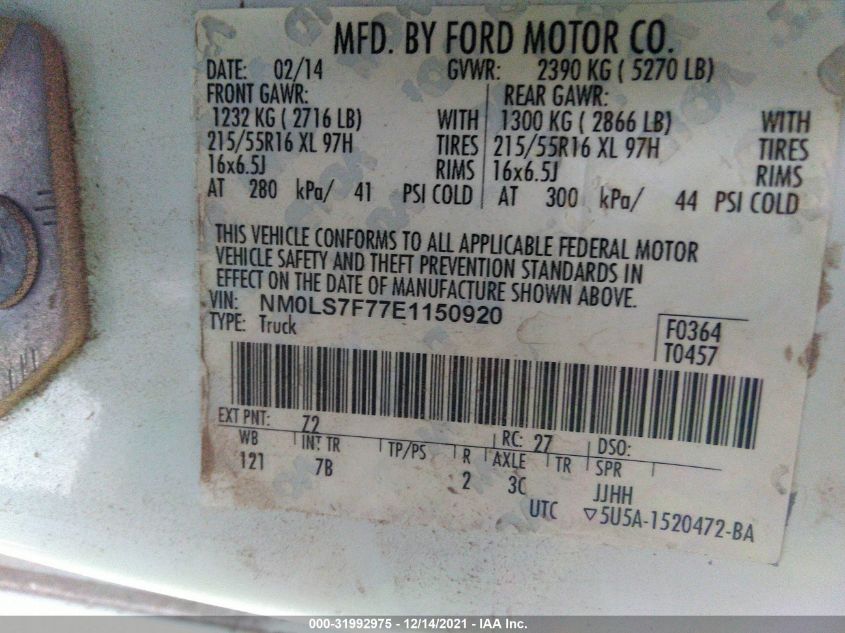 MFD. BY FORD MOTOR CO.
DATE: 02/14 GVWR: 2390 KG ( 5270 LB)
FRONT GAWR: REAR GAWR:
1232 KG ( 2716 LB) WITH 1300 KG ( 2866 LB) WITH
215/55R16 XL 97H TIRES 215/55R16 XL 97H TIRES
16x6.5J RIMS 16x6.5J RIMS
AT 280 kPa/ 41 PSI COLD AT 300 kPa/ 44 PSI COLD
THIS VEHICLE CONFORMS TO ALL APPLICABLE FEDERAL MOTOR
VEHICLE SAFETY AND THEFT PREVENTION STANDARDS IN
EFFECT ON THE DATE OF MANUFACTURE SHOWN ABOVE.
VIN: NM0LS7F77E1150920
TYPE: Truck
F0364
T0457
EXT PNT: Z2 RC: 27 DSO:
WB INT TR TP/PS R AXLE TR SPR
121 7B 2 3C JJHH
UTC ▽5U5A-1520472-BA
000-31992975 - 12/14/2021 - IAA Inc.